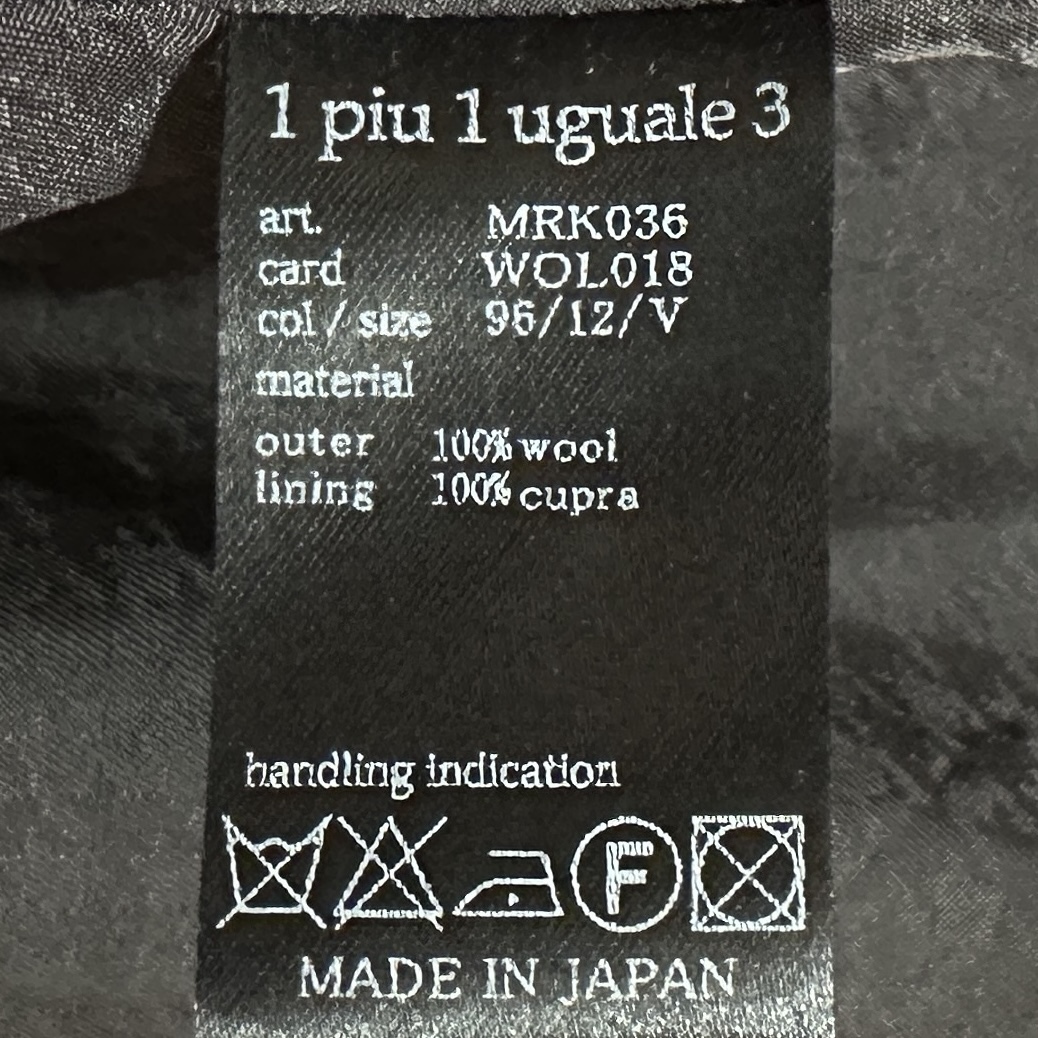 1 piu 1 uguale 3
art. MRK036
card WOL018
col / size 96/12/V
material
outer 100% wool
lining 100% cupra
handling indication
F
MADE IN JAPAN